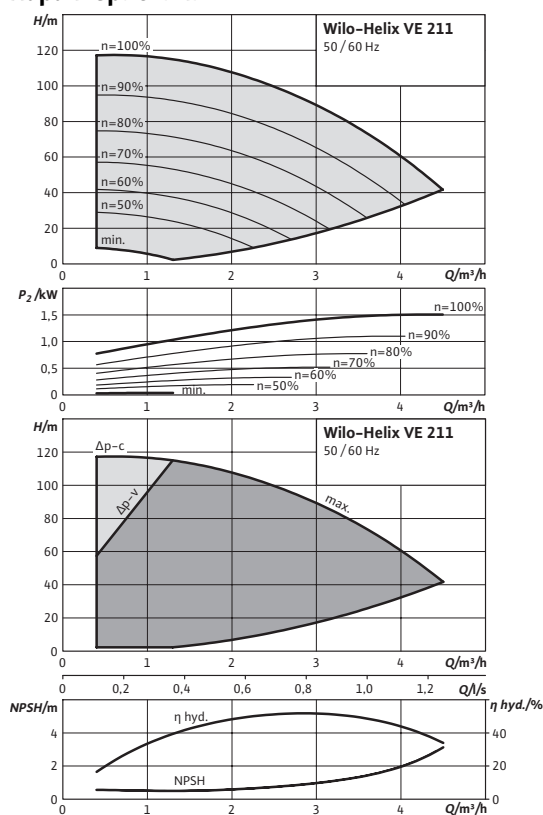 H/m
Wilo-Helix VE 211
50 / 60 Hz
120
100
80
60
40
20
0
n=100%
n=90%
n=80%
n=70%
n=60%
n=50%
min.
0 1 2 3 4 Q/m³/h
P₂ /kW
1,5
1,0
0,5
0
n=100%
n=90%
n=80%
n=70%
n=60%
n=50%
min.
0 1 2 3 4 Q/m³/h
H/m
Wilo-Helix VE 211
50 / 60 Hz
120
100
80
60
40
20
0
Δp-c
Δp-v
max.
0 1 2 3 4 Q/m³/h
0 0,2 0,4 0,6 0,8 1,0 1,2 Q/l/s
NPSH/m
η hyd./%
4
2
0
40
20
0
η hyd.
NPSH
0 1 2 3 4 Q/m³/h